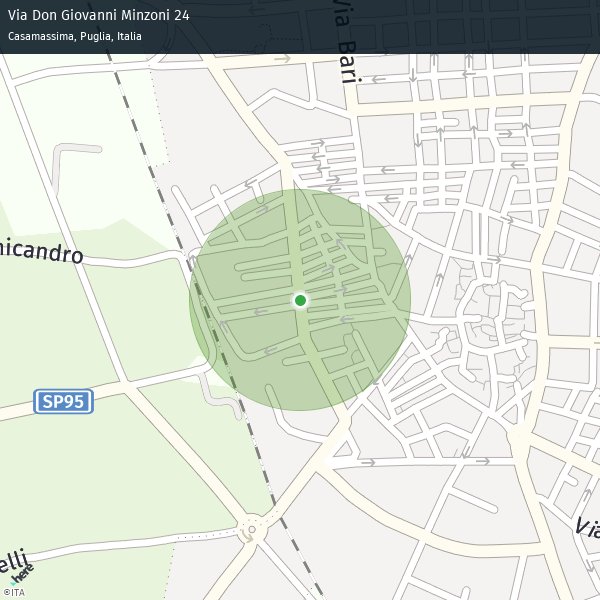 Via Don Giovanni Minzoni 24
Casamassima, Puglia, Italia
Via Bari
nicandro
SP95
Via
elli
here
©ITA